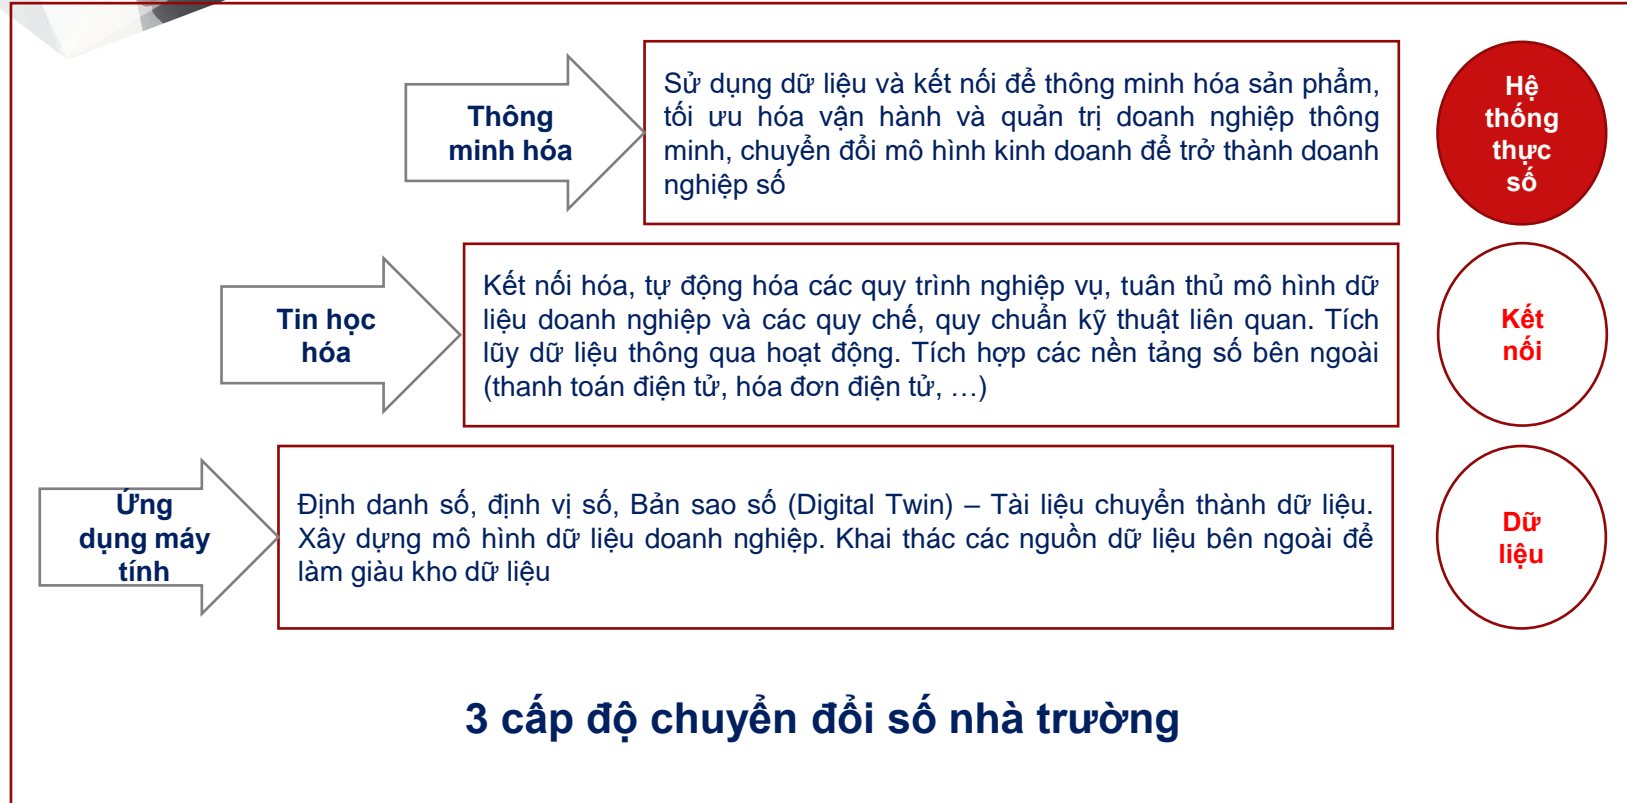 Thông
minh hóa
Sử dụng dữ liệu và kết nối để thông minh hóa sản phẩm,
tối ưu hóa vận hành và quản trị doanh nghiệp thông
minh, chuyển đổi mô hình kinh doanh để trở thành doanh
nghiệp số
Hệ
thống
thực
số
Tin học
hóa
Kết nối hóa, tự động hóa các quy trình nghiệp vụ, tuân thủ mô hình dữ
liệu doanh nghiệp và các quy chế, quy chuẩn kỹ thuật liên quan. Tích
lũy dữ liệu thông qua hoạt động. Tích hợp các nền tảng số bên ngoài
(thanh toán điện tử, hóa đơn điện tử, …)
Kết
nối
Ứng
dụng máy
tính
Định danh số, định vị số, Bản sao số (Digital Twin) – Tài liệu chuyển thành dữ liệu.
Xây dựng mô hình dữ liệu doanh nghiệp. Khai thác các nguồn dữ liệu bên ngoài để
làm giàu kho dữ liệu
Dữ
liệu
3 cấp độ chuyển đổi số nhà trường